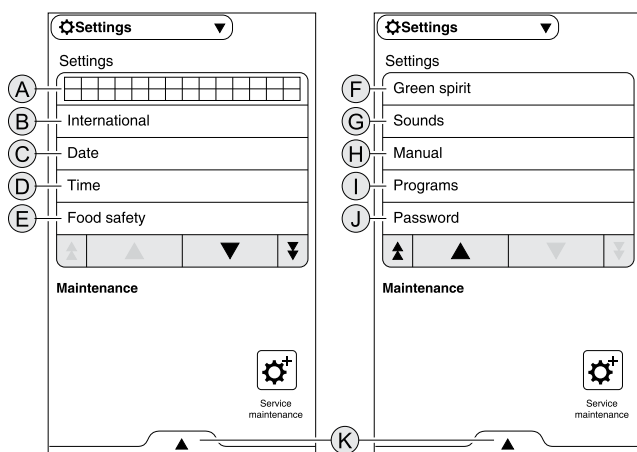 Settings
Settings
A
B International
C Date
D Time
E Food safety
Maintenance
Service
maintenance
Settings
Settings
F Green spirit
G Sounds
H Manual
I Programs
J Password
Maintenance
Service
maintenance
K